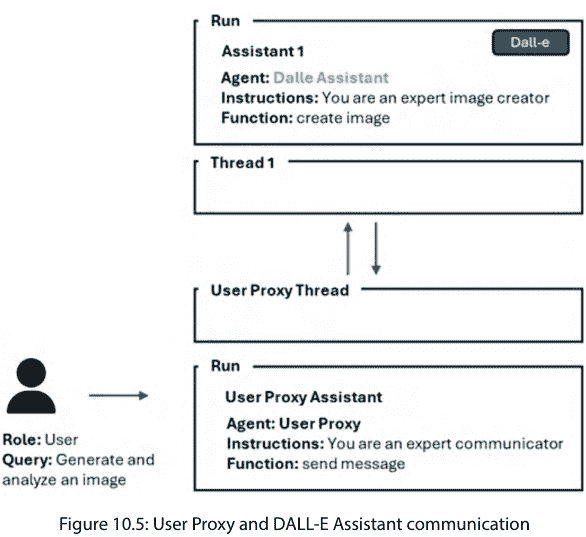 Run
Dall-e
Assistant 1
Agent: Dalle Assistant
Instructions: You are an expert image creator
Function: create image
Thread 1
User Proxy Thread
Run
User Proxy Assistant
Agent: User Proxy
Instructions: You are an expert communicator
Function: send message
Role: User
Query: Generate and
analyze an image
Figure 10.5: User Proxy and DALL-E Assistant communication